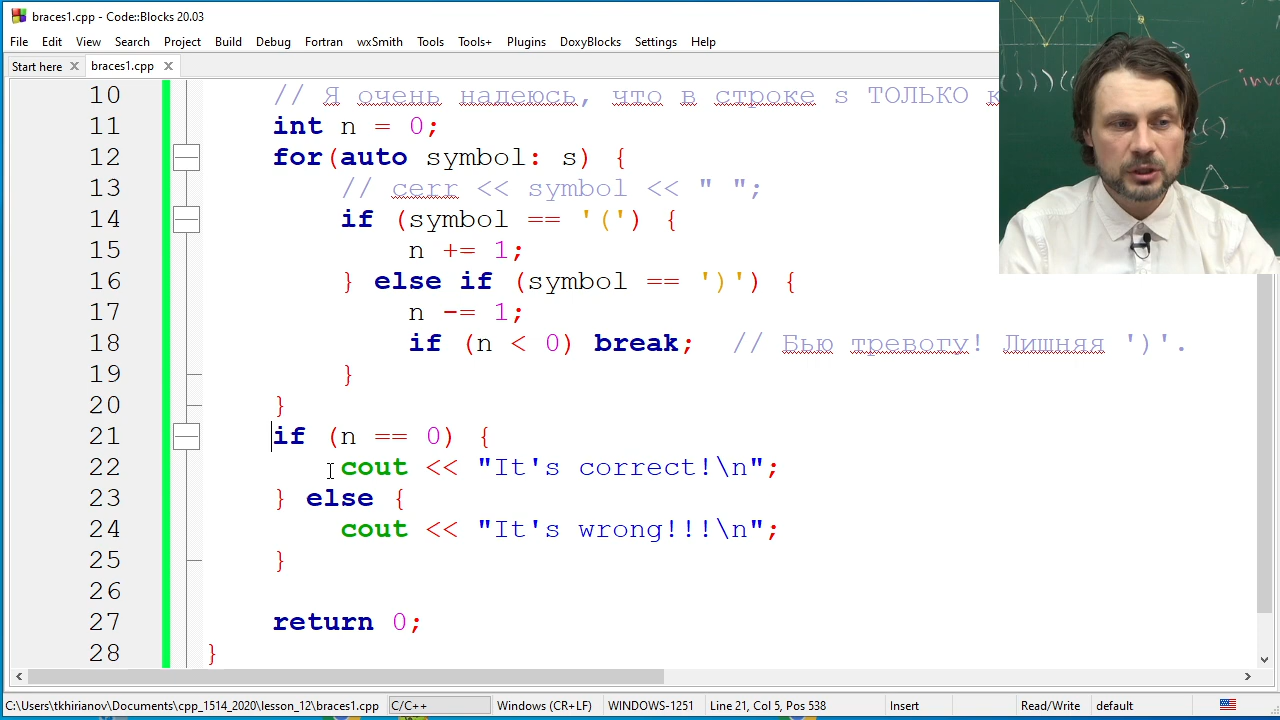 braces1.cpp - Code::Blocks 20.03
File Edit View Search Project Build Debug Fortran wxSmith Tools Tools+ Plugins DoxyBlocks Settings Help
Start here braces1.cpp
10 // Я очень надеюсь, что в строке s ТОЛЬКО к
11 int n = 0;
12 for(auto symbol: s) {
13 // cerr << symbol << " ";
14 if (symbol == '(') {
15 n += 1;
16 } else if (symbol == ')') {
17 n -= 1;
18 if (n < 0) break; // Бью тревогу! Лишняя ')'.
19 }
20 }
21 if (n == 0) {
22 cout << "It's correct!\n";
23 } else {
24 cout << "It's wrong!!!\n";
25 }
26
27 return 0;
28 }
C:\Users\tkhirianov\Documents\cpp_1514_2020\lesson_12\braces1.cpp C/C++ Windows (CR+LF) WINDOWS-1251 Line 21, Col 5, Pos 538 Insert Read/Write default